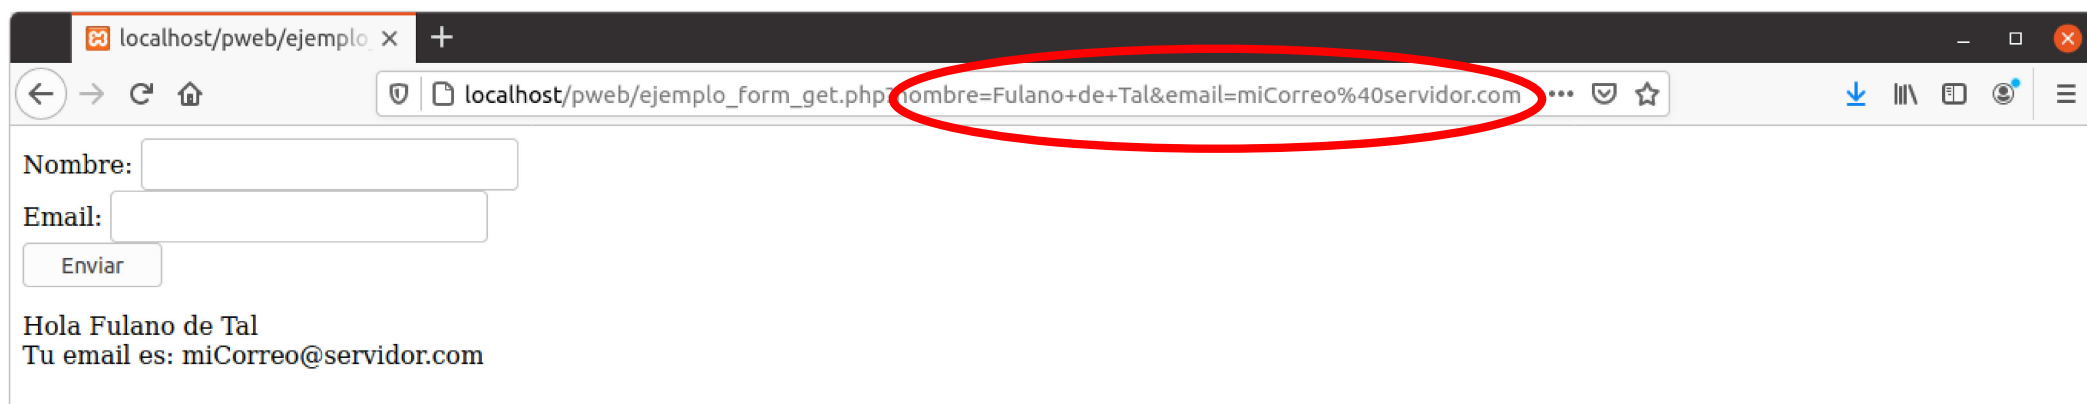 localhost/pweb/ejemplo_
localhost/pweb/ejemplo_form_get.php?nombre=Fulano+de+Tal&email=miCorreo%40servidor.com
Nombre:
Email:
Enviar
Hola Fulano de Tal
Tu email es: miCorreo@servidor.com